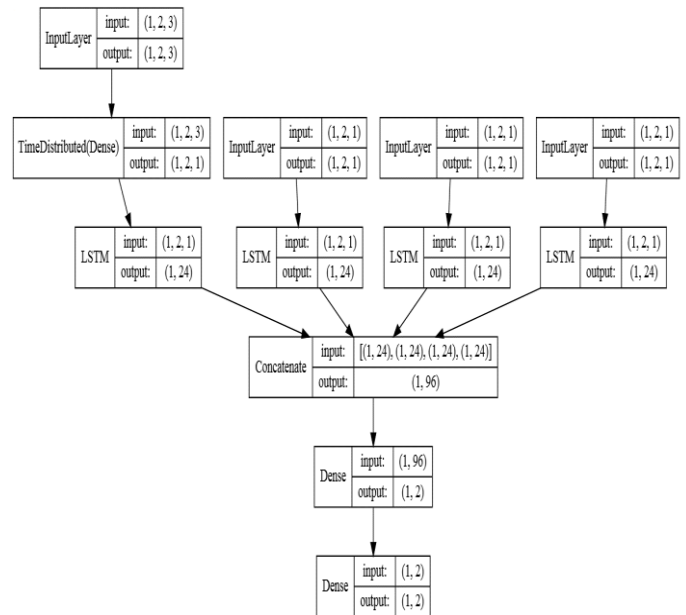 InputLayer input: (1, 2, 3)
output: (1, 2, 3)
TimeDistributed(Dense) input: (1, 2, 3)
output: (1, 2, 1)
InputLayer input: (1, 2, 1)
output: (1, 2, 1)
InputLayer input: (1, 2, 1)
output: (1, 2, 1)
InputLayer input: (1, 2, 1)
output: (1, 2, 1)
LSTM input: (1, 2, 1)
output: (1, 24)
LSTM input: (1, 2, 1)
output: (1, 24)
LSTM input: (1, 2, 1)
output: (1, 24)
LSTM input: (1, 2, 1)
output: (1, 24)
Concatenate input: [(1, 24), (1, 24), (1, 24), (1, 24)]
output: (1, 96)
Dense input: (1, 96)
output: (1, 2)
Dense input: (1, 2)
output: (1, 2)